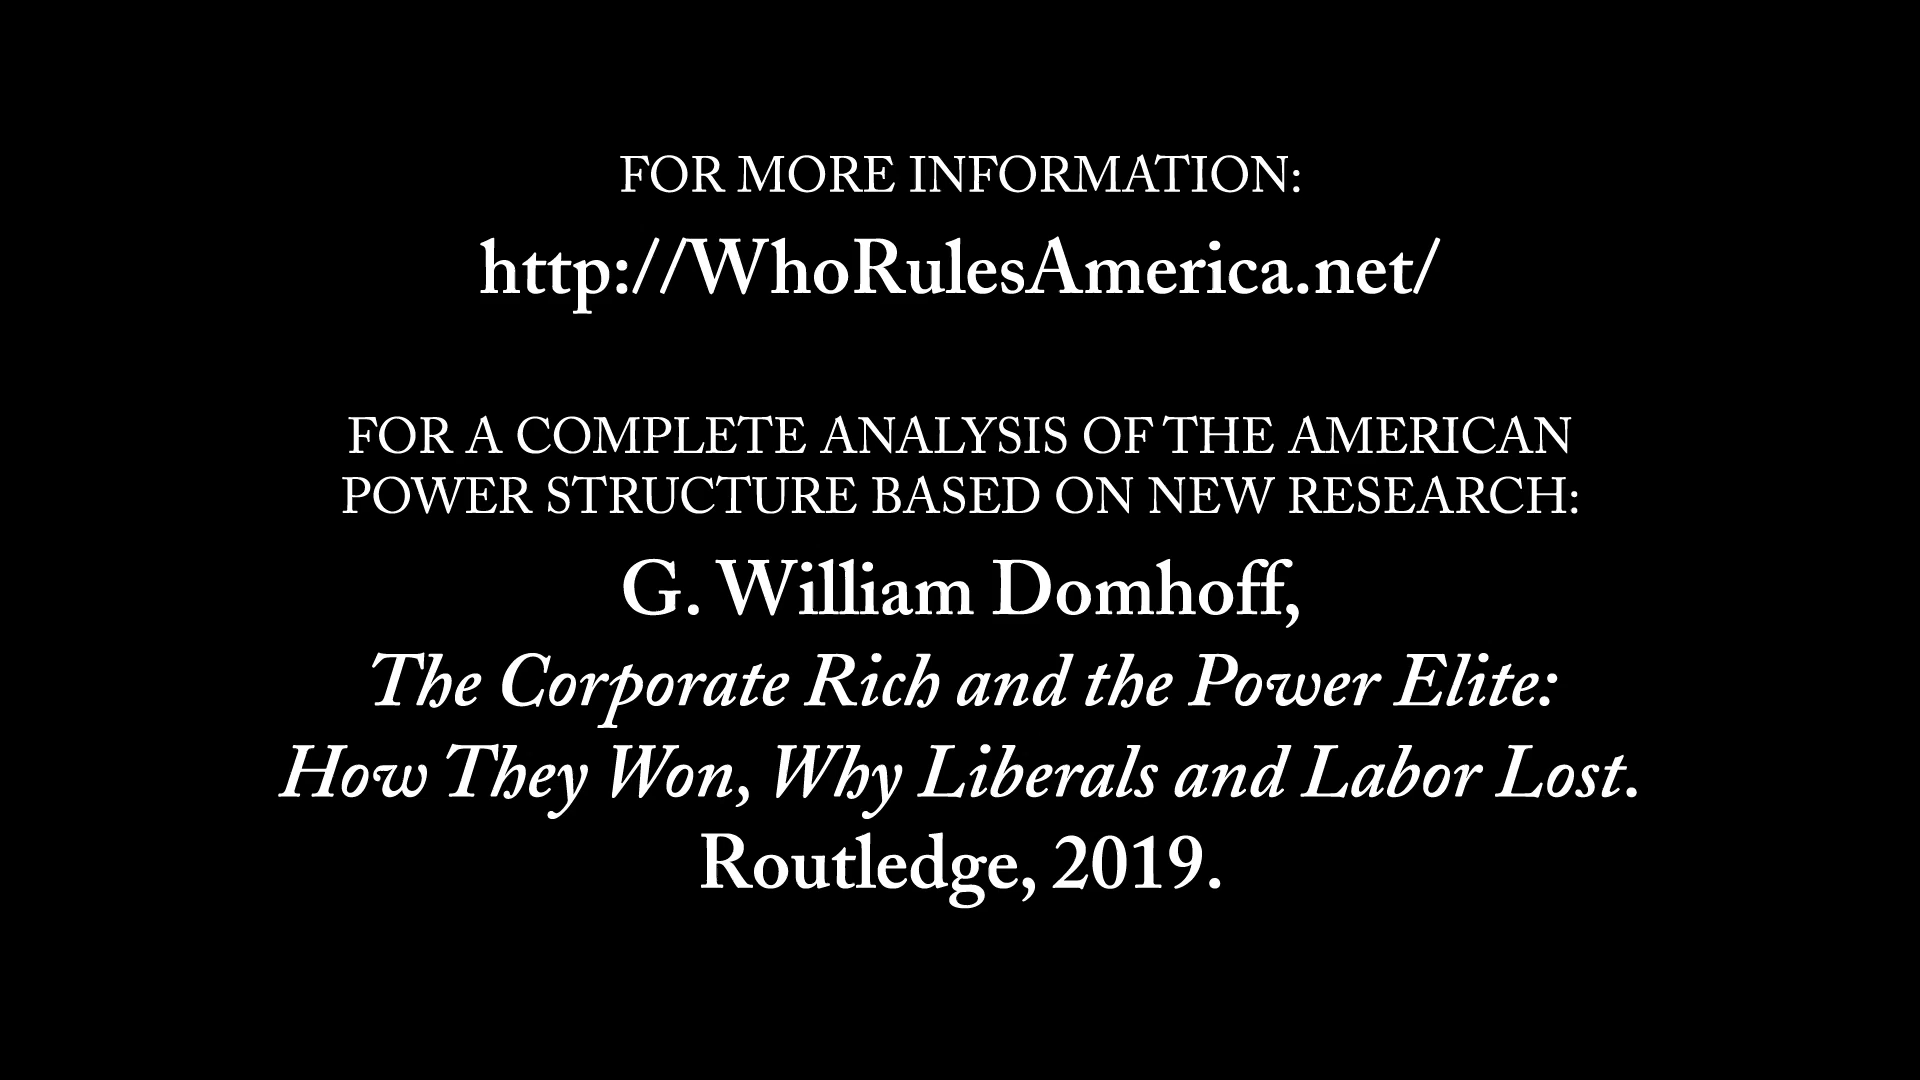 FOR MORE INFORMATION:
http://WhoRulesAmerica.net/
FOR A COMPLETE ANALYSIS OF THE AMERICAN
POWER STRUCTURE BASED ON NEW RESEARCH:
G. William Domhoff,
The Corporate Rich and the Power Elite:
How They Won, Why Liberals and Labor Lost.
Routledge, 2019.